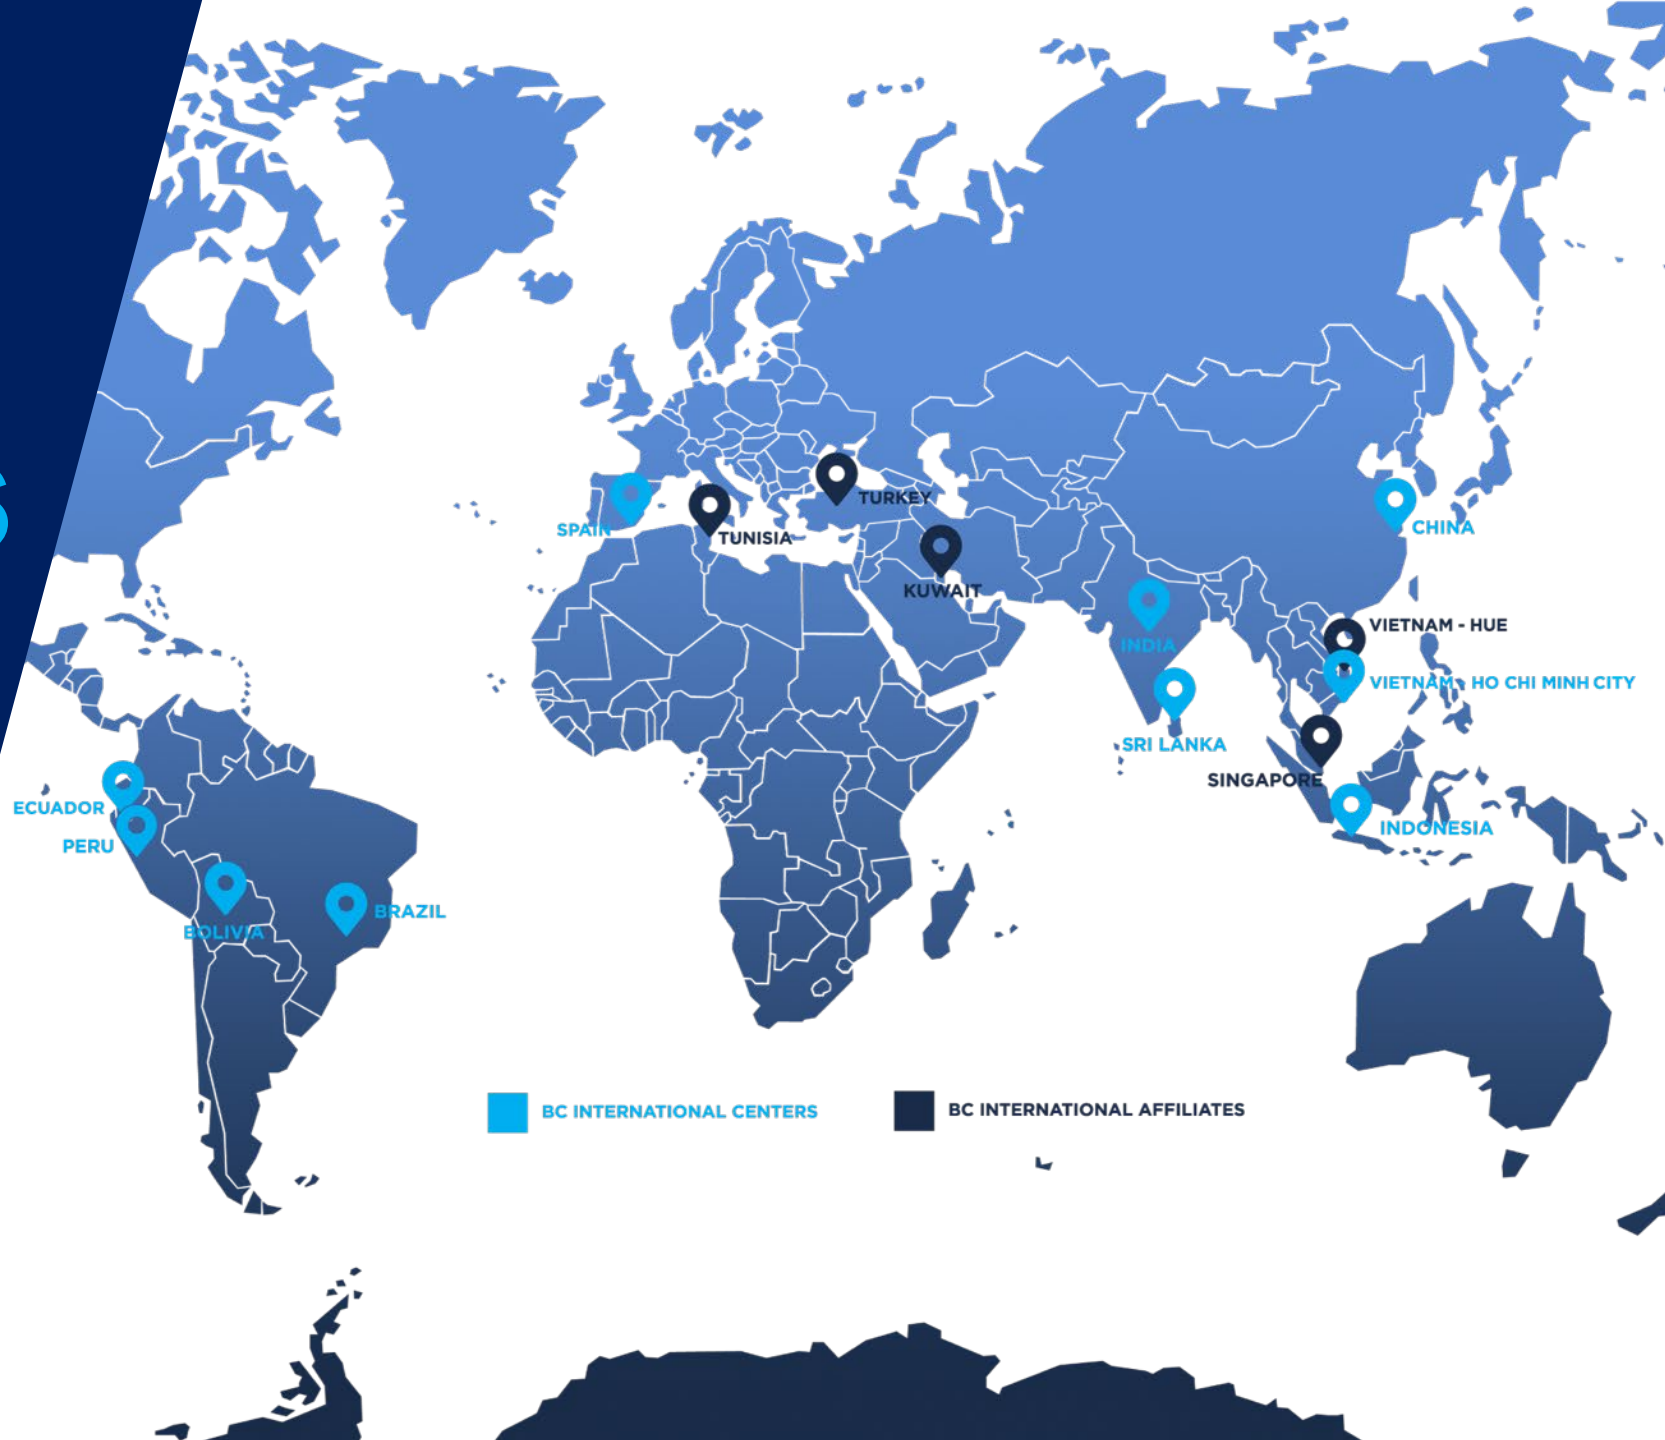 SPAIN
TUNISIA
TURKEY
KUWAIT
CHINA
INDIA
VIETNAM - HUE
VIETNAM - HO CHI MINH CITY
SRI LANKA
SINGAPORE
INDONESIA
ECUADOR
PERU
BOLIVIA
BRAZIL
BC INTERNATIONAL CENTERS
BC INTERNATIONAL AFFILIATES